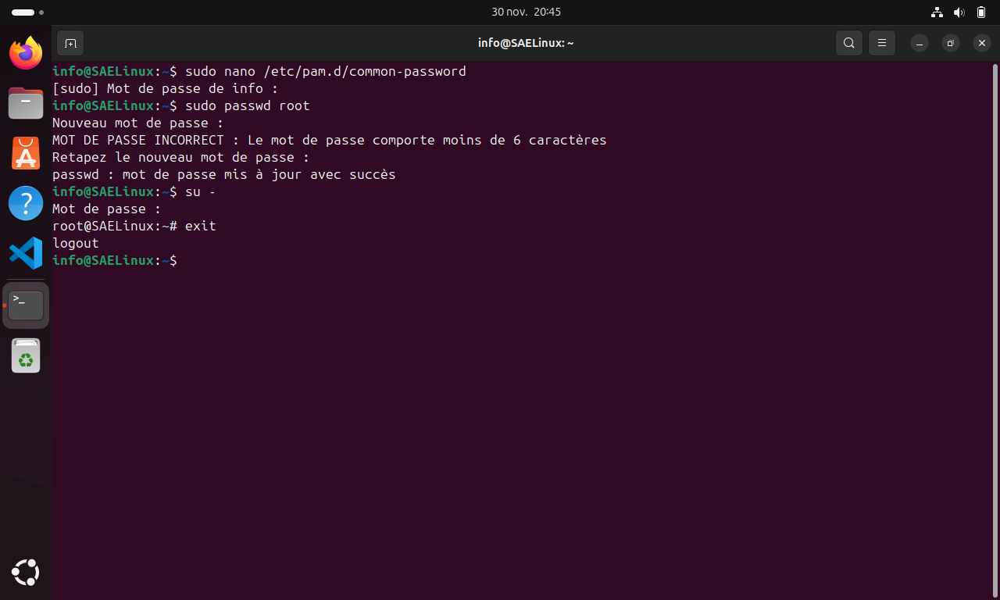 30 nov.  20:45
info@SAELinux: ~
info@SAELinux:~$ sudo nano /etc/pam.d/common-password
[sudo] Mot de passe de info :
info@SAELinux:~$ sudo passwd root
Nouveau mot de passe :
MOT DE PASSE INCORRECT : Le mot de passe comporte moins de 6 caractères
Retapez le nouveau mot de passe :
passwd : mot de passe mis à jour avec succès
info@SAELinux:~$ su -
Mot de passe :
root@SAELinux:~# exit
logout
info@SAELinux:~$